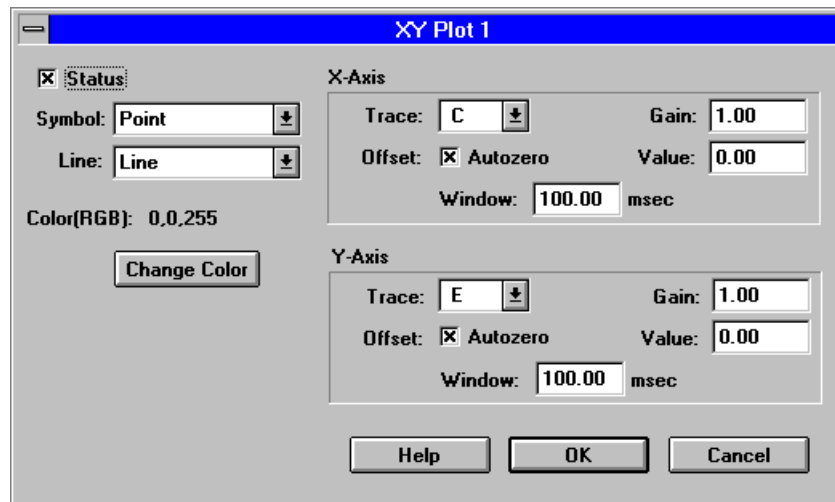 XY Plot 1
Status
Symbol: Point
Line: Line
Color(RGB): 0,0,255
Change Color
X-Axis
Trace: C Gain: 1.00
Offset: Autozero Value: 0.00
Window: 100.00 msec
Y-Axis
Trace: E Gain: 1.00
Offset: Autozero Value: 0.00
Window: 100.00 msec
Help OK Cancel